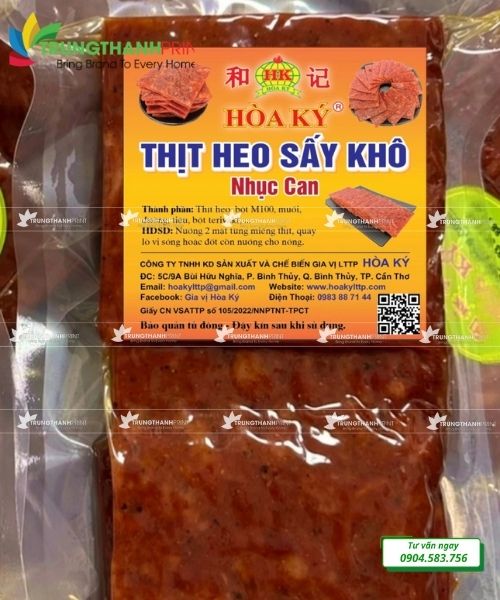 TRUNGTHANHPRINT
Bring Brand To Every Home
和 HK 记
HÒA KÝ
HÒA KÝ®
THỊT HEO SẤY KHÔ
Nhục Can
Thành phần: Thịt heo bột M100, muối,
tiêu, bột
HDSD: Nướng 2 mặt từng miếng thịt, quay
lò vi sóng hoặc đốt cồn nướng cho nóng.
CÔNG TY TNHH KD SẢN XUẤT VÀ CHẾ BIẾN GIA VỊ LTTP HÒA KÝ
ĐC: 5C/9A Bùi Hữu Nghĩa, P. Bình Thủy, Q. Bình Thủy, TP. Cần Thơ
Email: hoakylttp@gmail.com Website: www.hoakylttp.com
Facebook: Gia vị Hòa Ký Điện Thoại: 0983 88 71 44
Giấy CN VSATTP số 105/2022/NNPTNT-TPCT
Bảo quản tủ đông - Đậy kín sau khi sử dụng.
Tư vấn ngay
0904.583.756